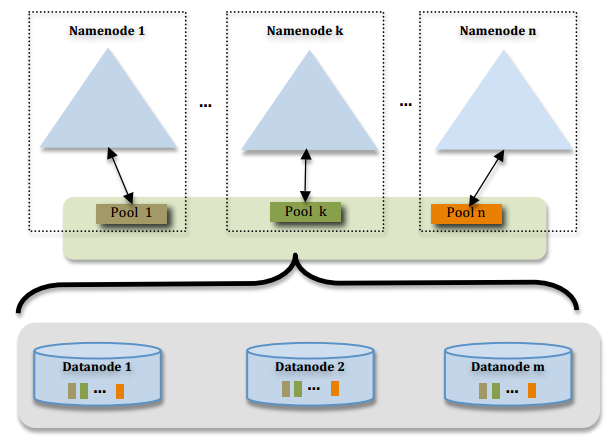 Namenode 1
Namenode k
Namenode n
...
...
Pool 1
Pool k
Pool n
Datanode 1
Datanode 2
Datanode m
...
...
...